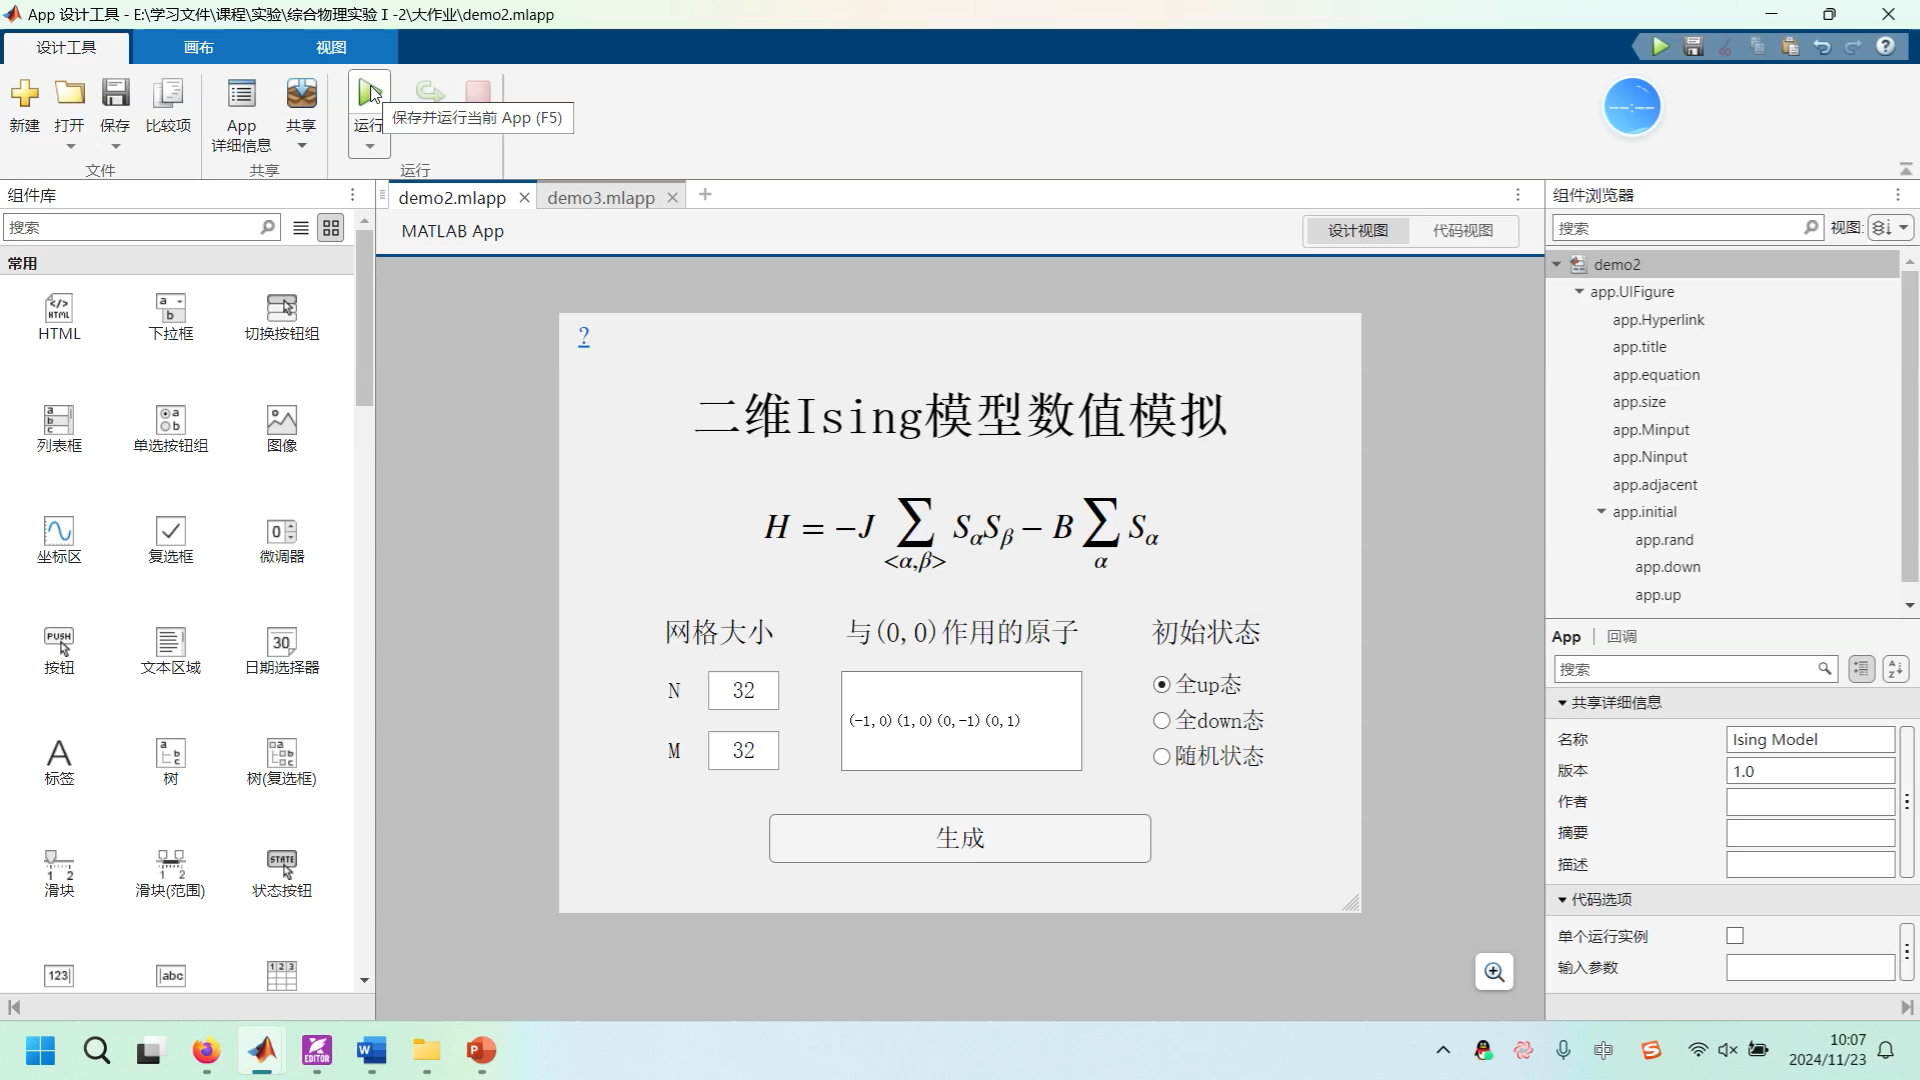 App 设计工具 - E:\学习文件\课程\实验\综合物理实验Ⅰ-2\大作业\demo2.mlapp
设计工具
画布
视图
新建
打开
保存
比较项
App
详细信息
共享
运行
保存并运行当前 App (F5)
文件
共享
运行
组件库
搜索
常用
HTML
下拉框
切换按钮组
列表框
单选按钮组
图像
坐标区
复选框
微调器
按钮
文本区域
日期选择器
标签
树
树(复选框)
滑块
滑块(范围)
状态按钮
demo2.mlapp
demo3.mlapp
MATLAB App
设计视图
代码视图
?
二维Ising模型数值模拟
H = −J ∑<α,β> SαSβ − B ∑α Sα
网格大小
与(0,0)作用的原子
初始状态
N
32
M
32
(-1,0)(1,0)(0,-1)(0,1)
全up态
全down态
随机状态
生成
组件浏览器
搜索
视图:
demo2
app.UIFigure
app.Hyperlink
app.title
app.equation
app.size
app.Minput
app.Ninput
app.adjacent
app.initial
app.rand
app.down
app.up
App
回调
搜索
共享详细信息
名称
Ising Model
版本
1.0
作者
摘要
描述
代码选项
单个运行实例
输入参数
中
10:07
2024/11/23